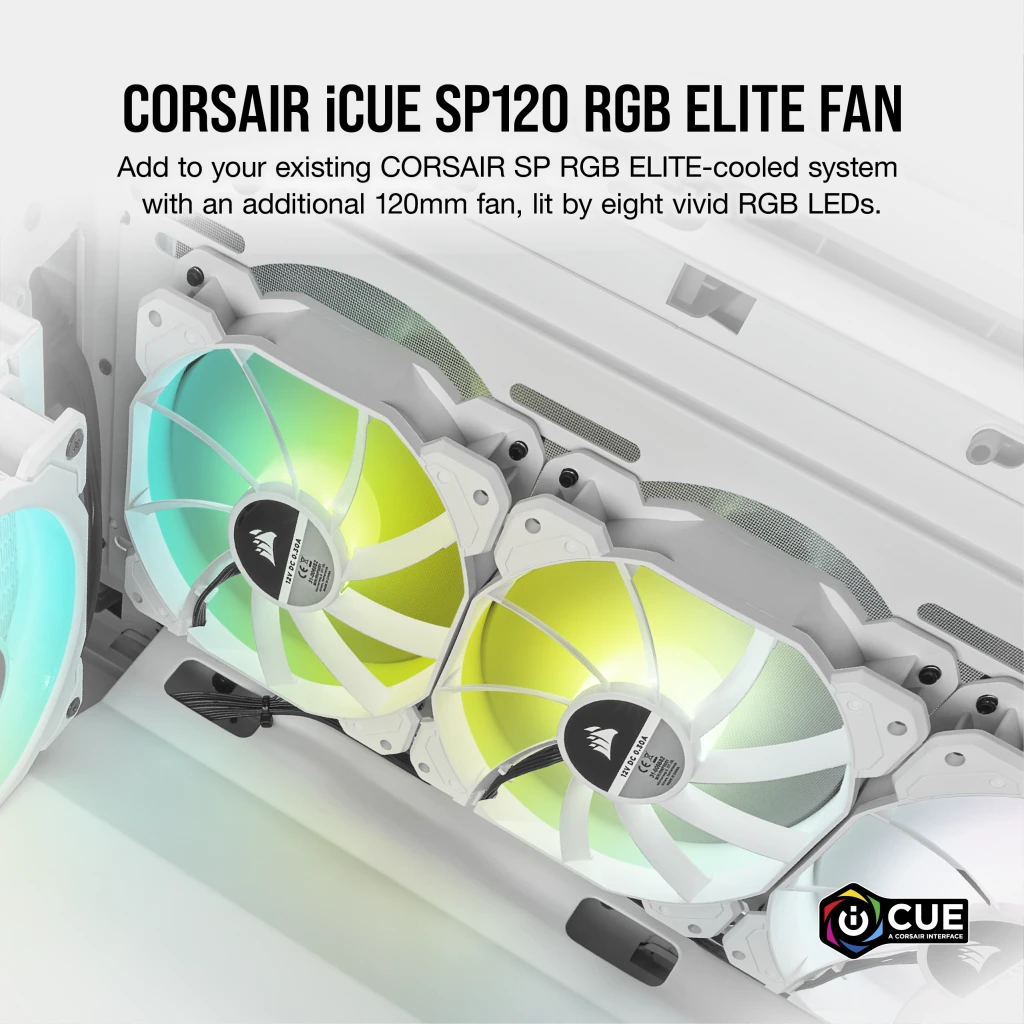 CORSAIR iCUE SP120 RGB ELITE FAN
Add to your existing CORSAIR SP RGB ELITE-cooled system
with an additional 120mm fan, lit by eight vivid RGB LEDs.
12V DC 0.30A
12V DC 0.30A
CUE
A CORSAIR INTERFACE